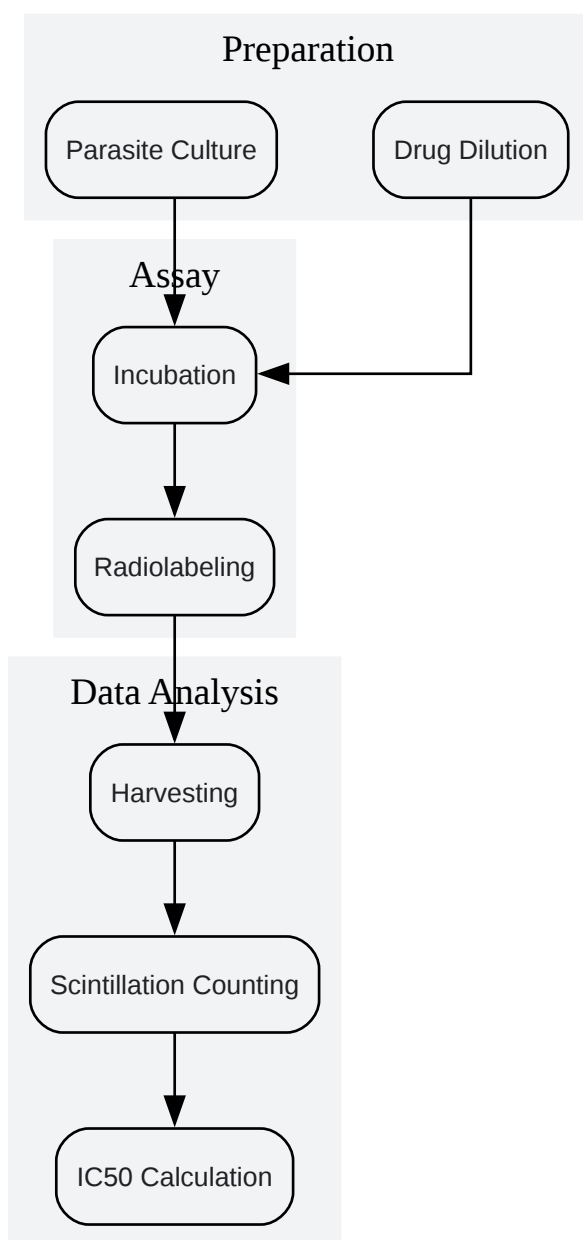 Preparation
Parasite Culture
Drug Dilution
Assay
Incubation
Radiolabeling
Data Analysis
Harvesting
Scintillation Counting
IC50 Calculation